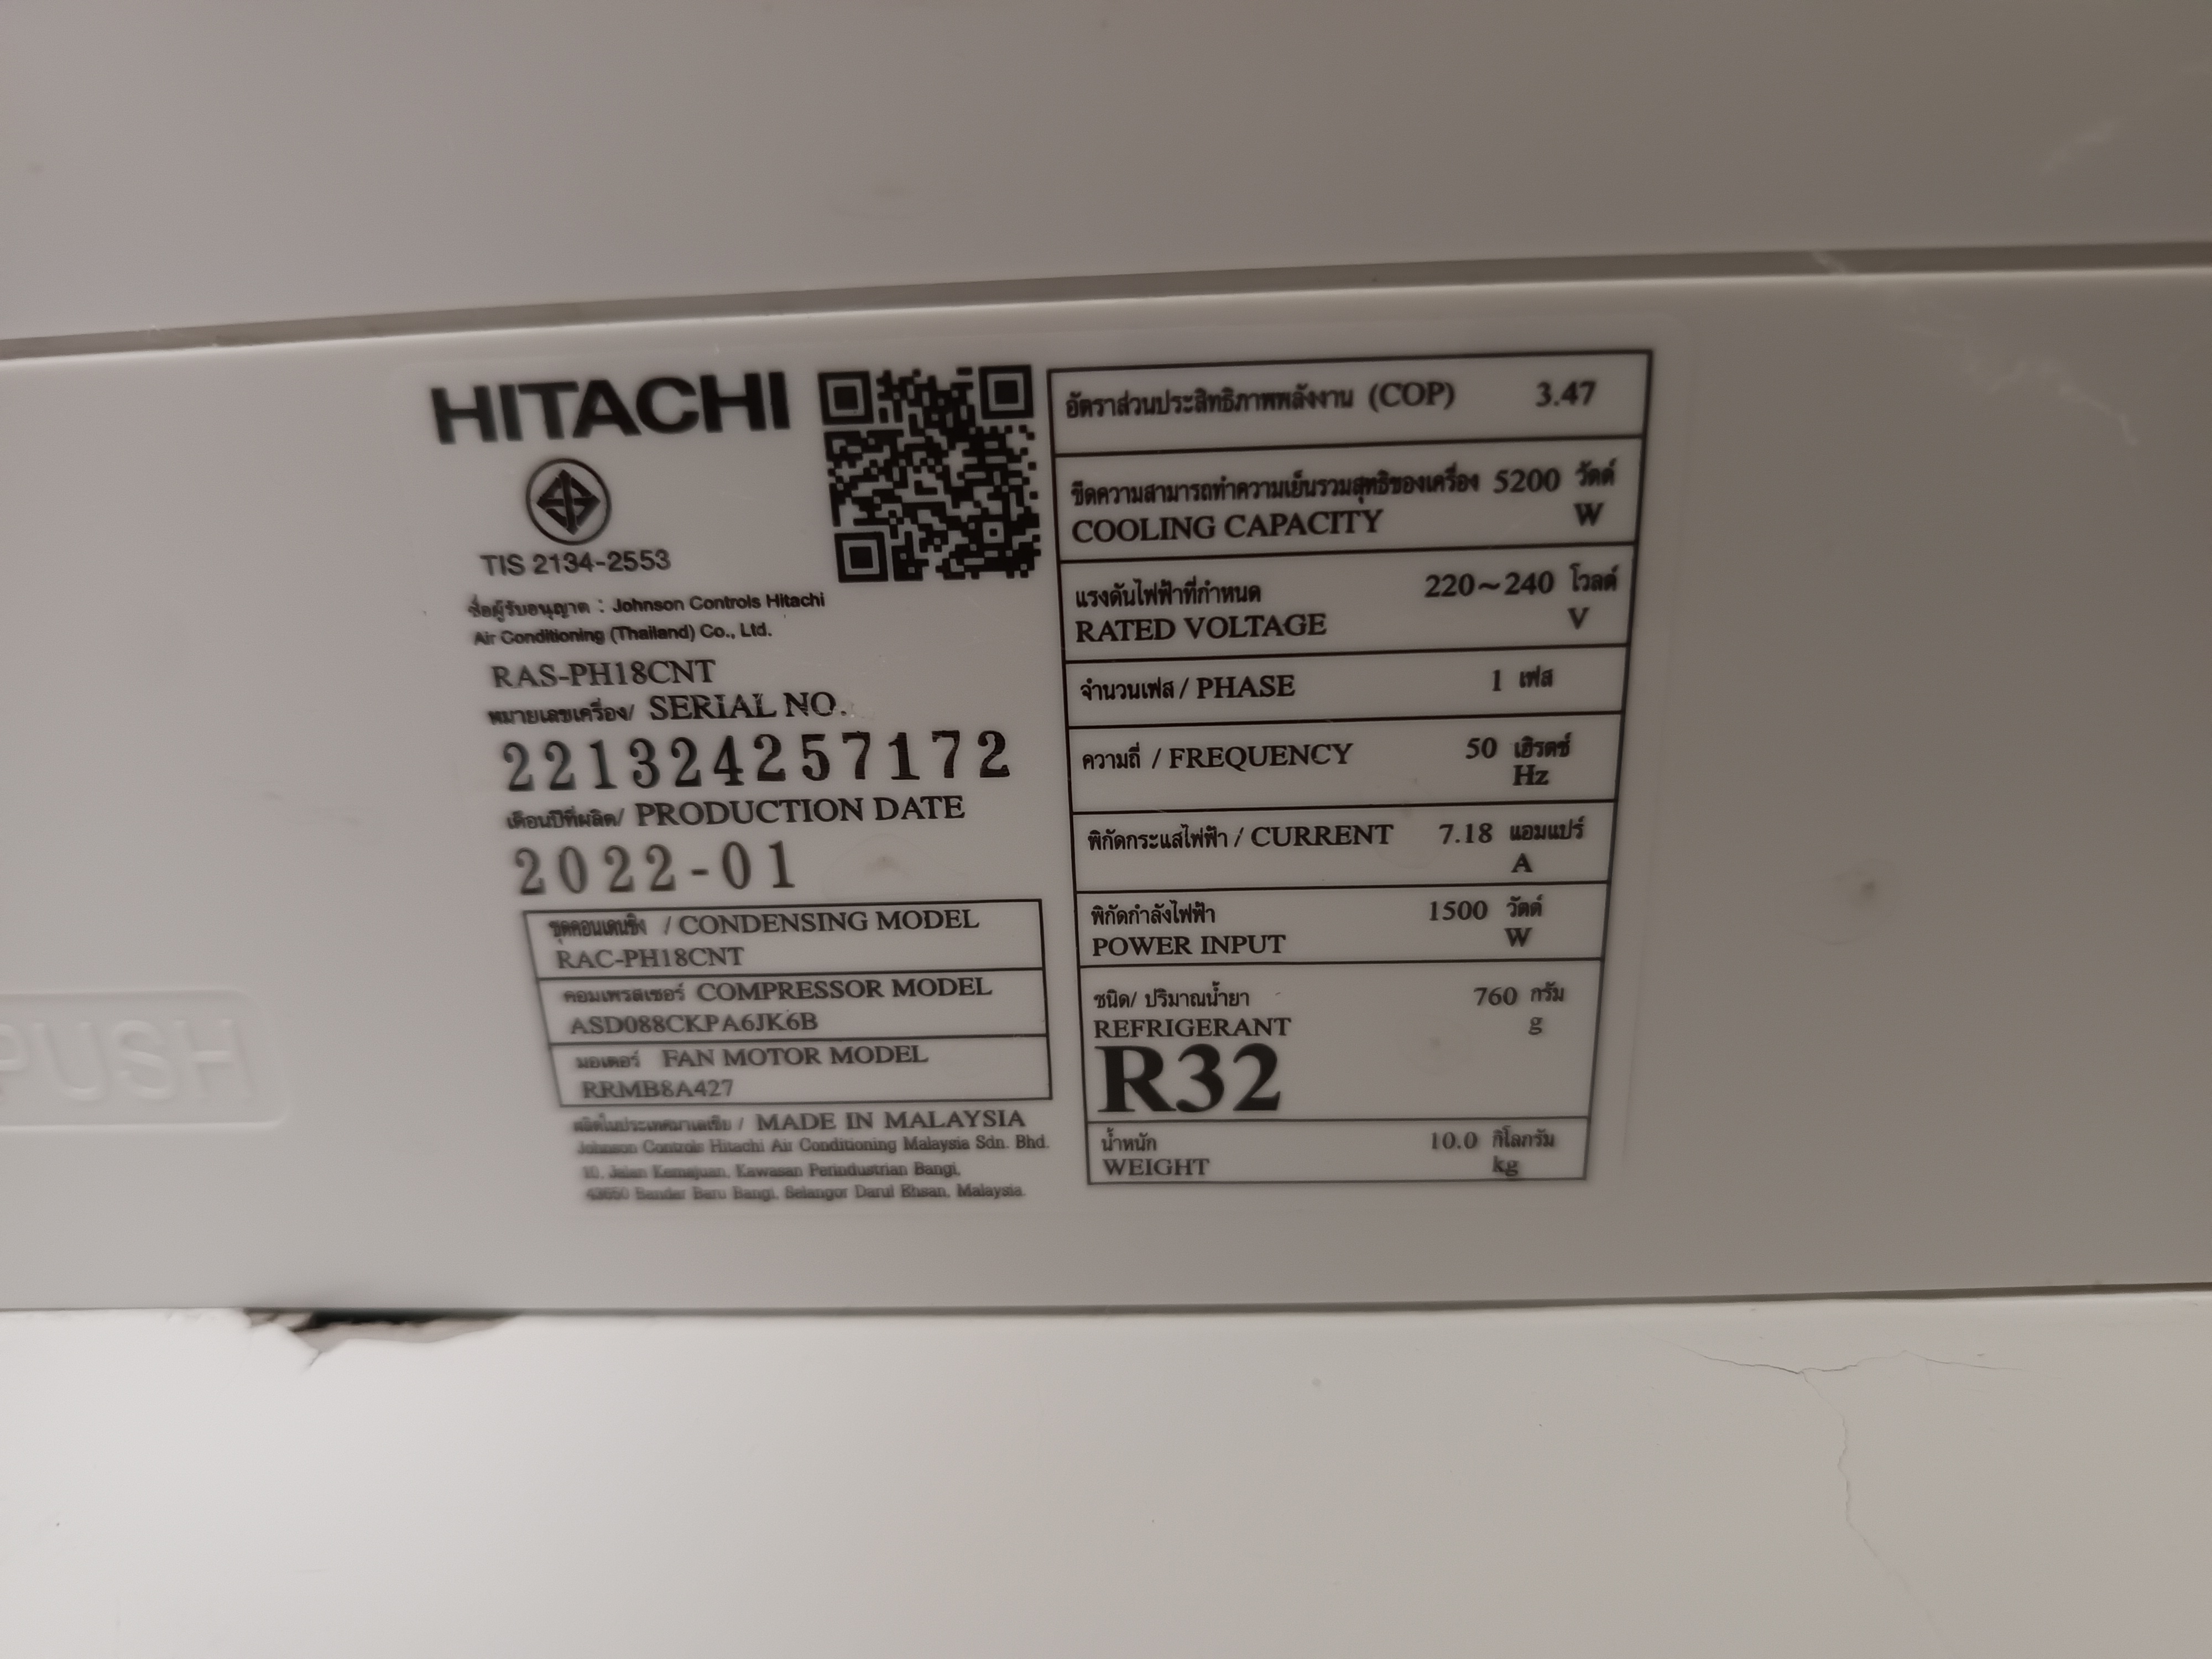 HITACHI
TIS 2134-2553
ชื่อผู้รับอนุญาต : Johnson Controls Hitachi
Air Conditioning (Thailand) Co., Ltd.
RAS-PH18CNT
หมายเลขเครื่อง/ SERIAL NO.
221324257172
เดือนปีที่ผลิต/ PRODUCTION DATE
2022-01
ชุดคอนเดนซิ่ง / CONDENSING MODEL
RAC-PH18CNT
คอมเพรสเซอร์ COMPRESSOR MODEL
ASD088CKPA6JK6B
มอเตอร์ FAN MOTOR MODEL
RRMB8A427
ผลิตในประเทศมาเลเซีย / MADE IN MALAYSIA
Johnson Controls Hitachi Air Conditioning Malaysia Sdn. Bhd.
10, Jalan Kemajuan, Kawasan Perindustrian Bangi,
43650 Bandar Baru Bangi, Selangor Darul Ehsan, Malaysia.
อัตราส่วนประสิทธิภาพพลังงาน (COP) 3.47
ขีดความสามารถทำความเย็นรวมสุทธิของเครื่อง 5200 วัตต์
COOLING CAPACITY W
แรงดันไฟฟ้าที่กำหนด 220~240 โวลต์
RATED VOLTAGE V
จำนวนเฟส / PHASE 1 เฟส
ความถี่ / FREQUENCY 50 เฮิรตซ์
Hz
พิกัดกระแสไฟฟ้า / CURRENT 7.18 แอมแปร์
A
พิกัดกำลังไฟฟ้า 1500 วัตต์
POWER INPUT W
ชนิด/ ปริมาณน้ำยา 760 กรัม
REFRIGERANT g
R32
น้ำหนัก 10.0 กิโลกรัม
WEIGHT kg
PUSH